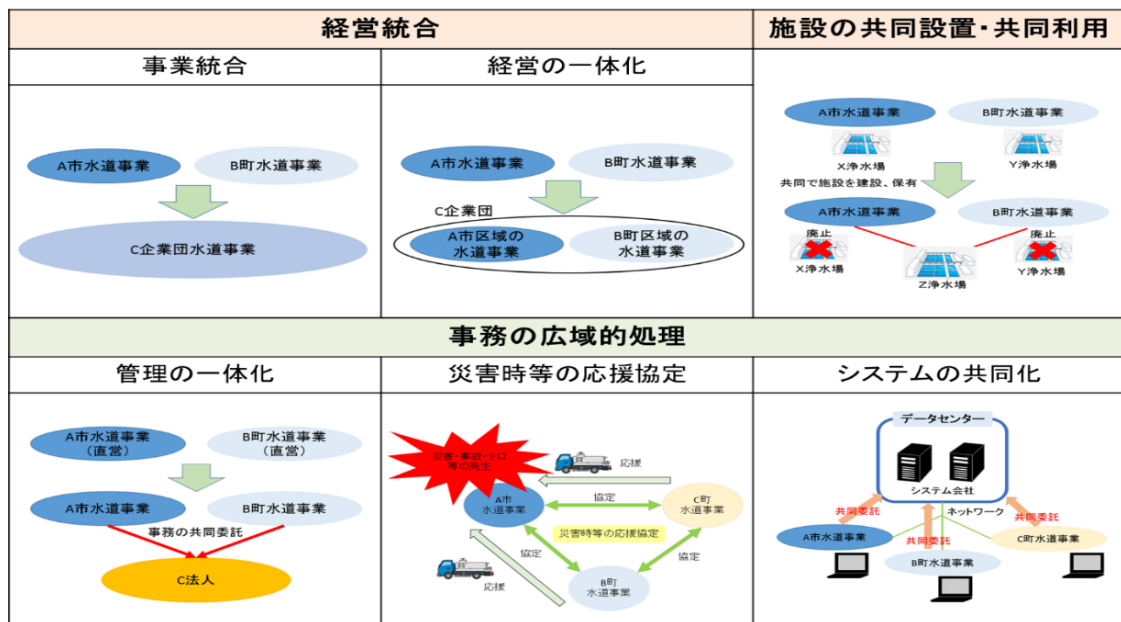 経営統合
施設の共同設置・共同利用
事業統合
経営の一体化
A市水道事業
B町水道事業
C企業団水道事業
A市水道事業
B町水道事業
C企業団
A市区域の
水道事業
B町区域の
水道事業
A市水道事業
B町水道事業
X浄水場
Y浄水場
共同で施設を建設、保有
A市水道事業
B町水道事業
廃止
廃止
X浄水場
Z浄水場
Y浄水場
事務の広域的処理
管理の一体化
災害時等の応援協定
システムの共同化
A市水道事業
(直営)
B町水道事業
(直営)
A市水道事業
B町水道事業
事務の共同委託
C法人
災害・事故・テロ
等の発生
応援
A市
水道事業
協定
C町
水道事業
災害時等の応援協定
協定
協定
応援
B町
水道事業
データセンター
システム会社
ネットワーク
共同委託
共同委託
共同委託
A市水道事業
C町水道事業
B町水道事業